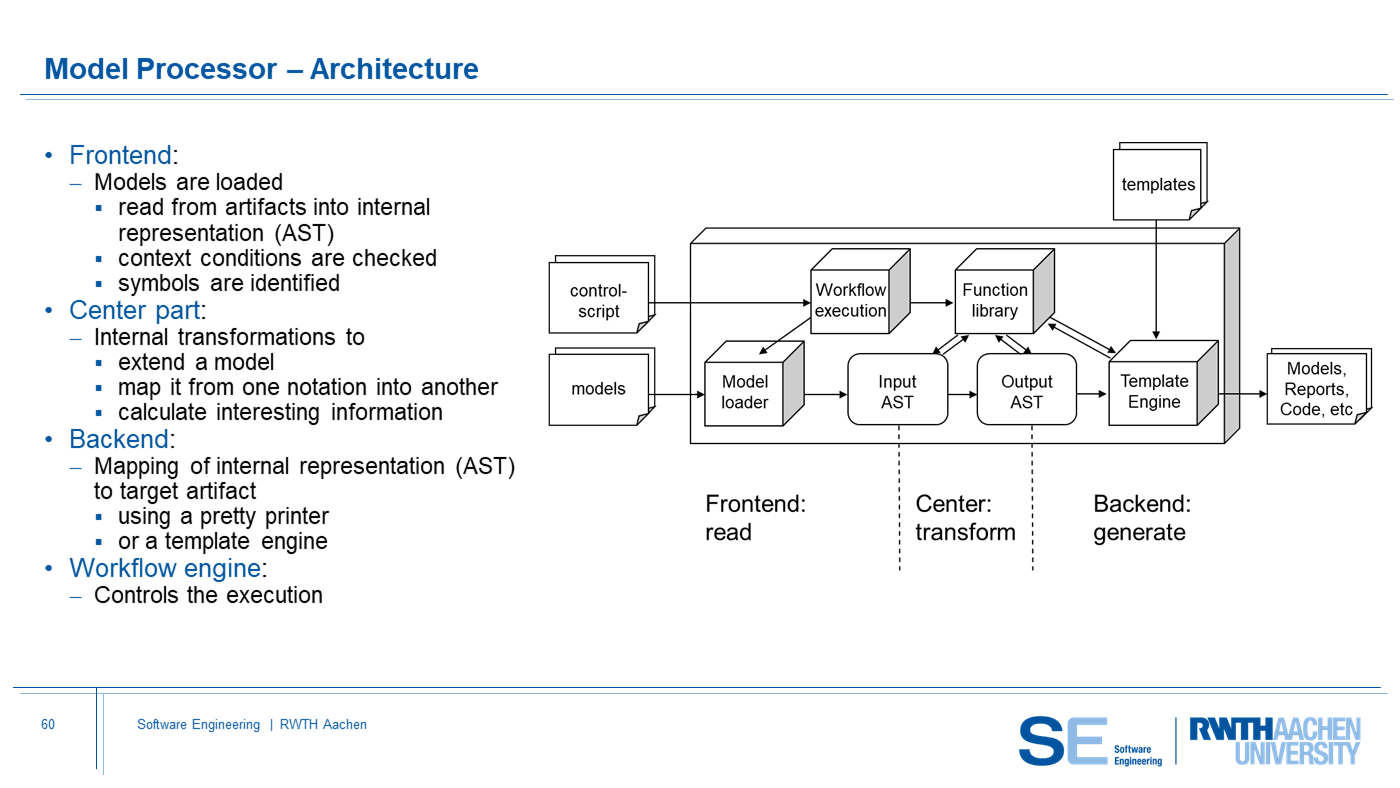 Model Processor – Architecture
• Frontend:
– Models are loaded
▪ read from artifacts into internal
representation (AST)
▪ context conditions are checked
▪ symbols are identified
• Center part:
– Internal transformations to
▪ extend a model
▪ map it from one notation into another
▪ calculate interesting information
• Backend:
– Mapping of internal representation (AST)
to target artifact
▪ using a pretty printer
▪ or a template engine
• Workflow engine:
– Controls the execution
templates
control-
script
Workflow
execution
Function
library
models
Model
loader
Input
AST
Output
AST
Template
Engine
Models,
Reports,
Code, etc
Frontend:
read
Center:
transform
Backend:
generate
60
Software Engineering | RWTH Aachen
SE
Software
Engineering
RWTHAACHEN
UNIVERSITY